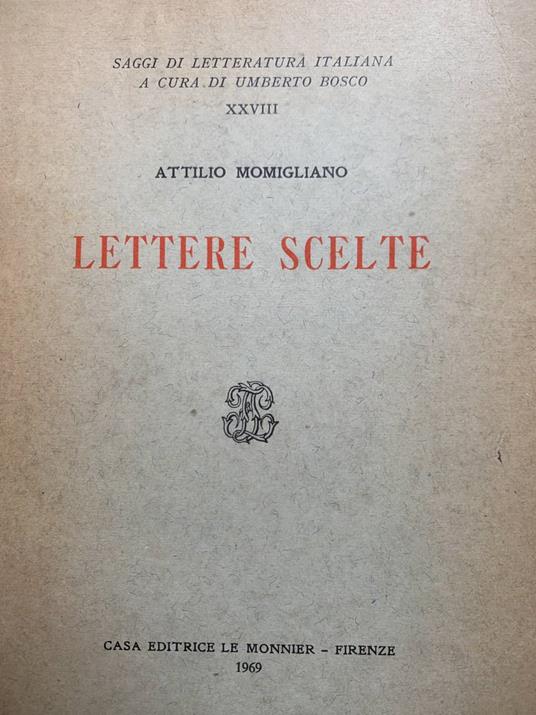 SAGGI DI LETTERATURA ITALIANA
A CURA DI UMBERTO BOSCO
XXVIII
ATTILIO MOMIGLIANO
LETTERE SCELTE
CASA EDITRICE LE MONNIER – FIRENZE
1969